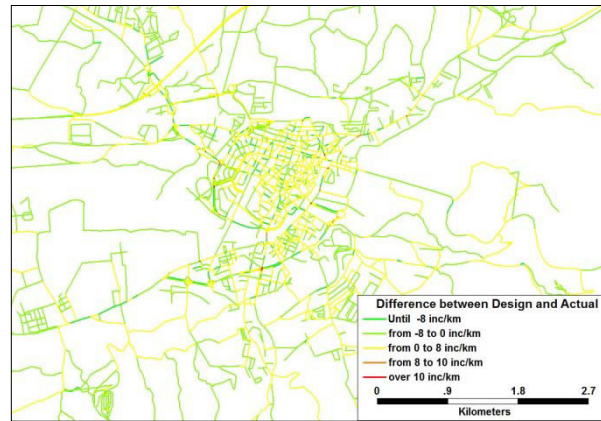 Difference between Design and Actual
Until -8 inc/km
from -8 to 0 inc/km
from 0 to 8 inc/km
from 8 to 10 inc/km
over 10 inc/km
0 .9 1.8 2.7
Kilometers